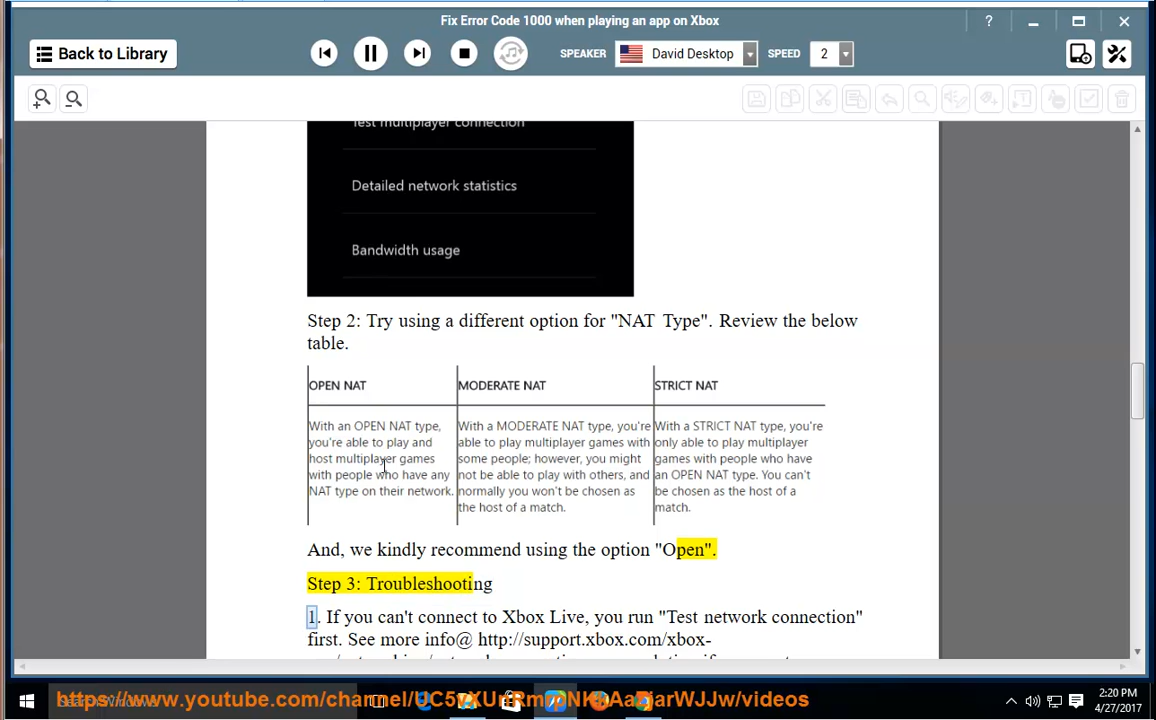 Fix Error Code 1000 when playing an app on Xbox
Back to Library
SPEAKER
David Desktop
SPEED
2
Test multiplayer connection
Detailed network statistics
Bandwidth usage
Step 2: Try using a different option for "NAT Type". Review the below
table.
OPEN NAT
With an OPEN NAT type,
you're able to play and
host multiplayer games
with people who have any
NAT type on their network.
MODERATE NAT
With a MODERATE NAT type, you're
able to play multiplayer games with
some people; however, you might
not be able to play with others, and
normally you won't be chosen as
the host of a match.
STRICT NAT
With a STRICT NAT type, you're
only able to play multiplayer
games with people who have
an OPEN NAT type. You can't
be chosen as the host of a
match.
And, we kindly recommend using the option "Open".
Step 3: Troubleshooting
1. If you can't connect to Xbox Live, you run "Test network connection"
first. See more info@ http://support.xbox.com/xbox-
2:20 PM
4/27/2017